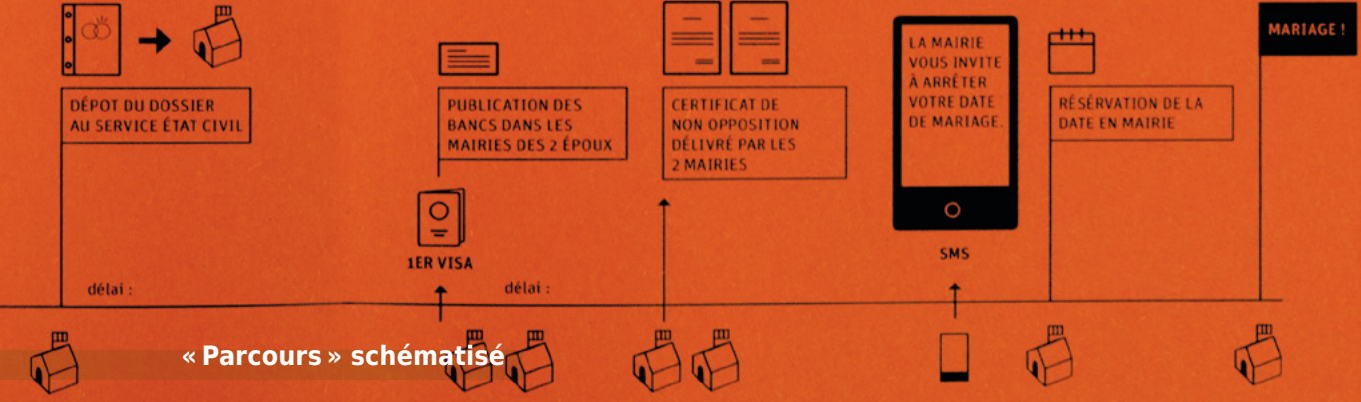 DÉPOT DU DOSSIER
AU SERVICE ÉTAT CIVIL
PUBLICATION DES
BANCS DANS LES
MAIRIES DES 2 ÉPOUX
1ER VISA
CERTIFICAT DE
NON OPPOSITION
DÉLIVRÉ PAR LES
2 MAIRIES
LA MAIRIE
VOUS INVITE
À ARRÊTER
VOTRE DATE
DE MARIAGE.
SMS
RÉSÉRVATION DE LA
DATE EN MAIRIE
MARIAGE !
délai :
délai :
« Parcours » schématisé